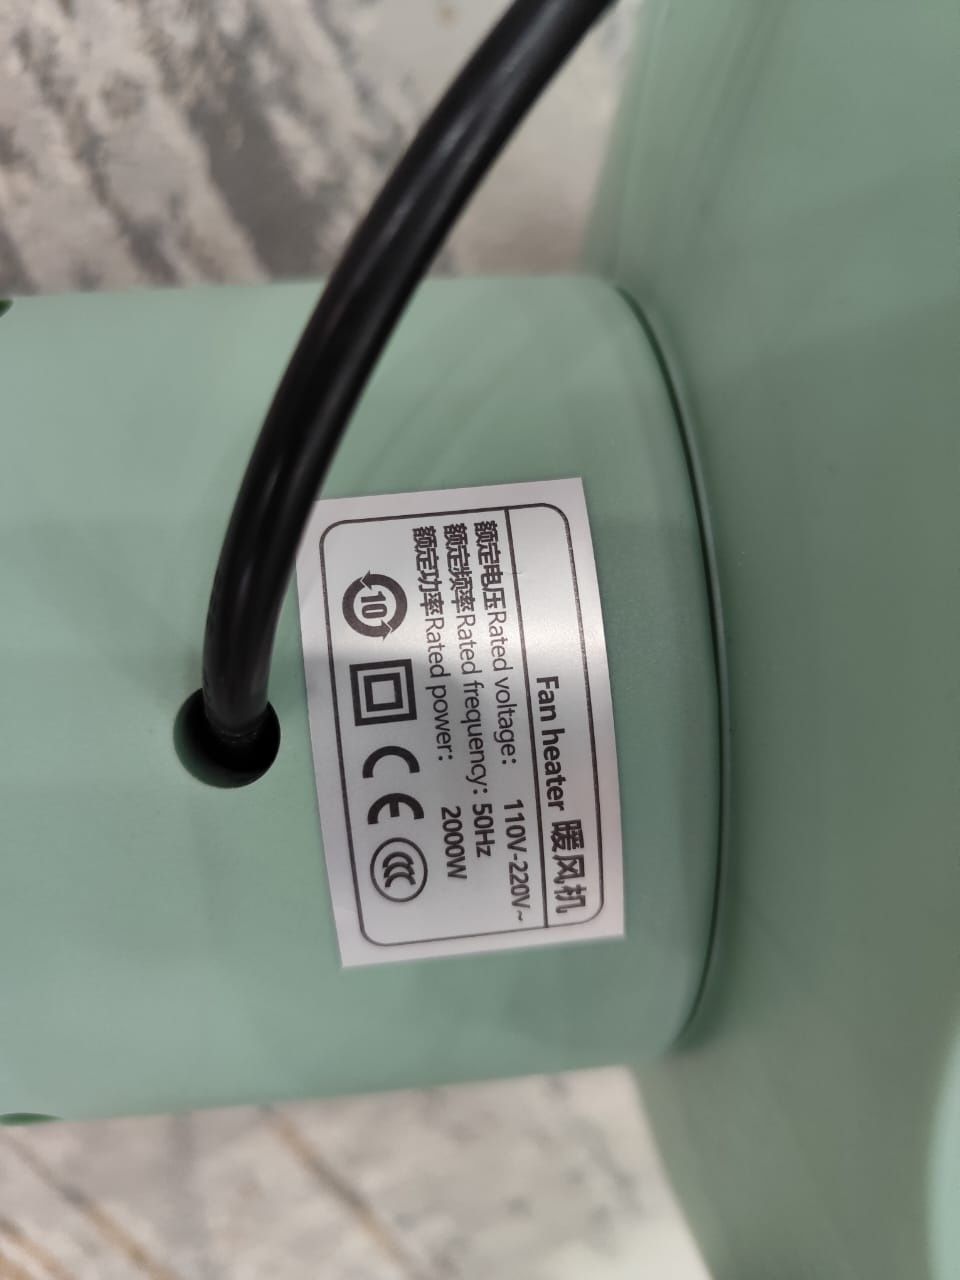 Fan heater 暖风机
额定电压Rated voltage: 110V-220V~
额定频率Rated frequency: 50Hz
额定功率Rated power: 2000W
10 CE CCC